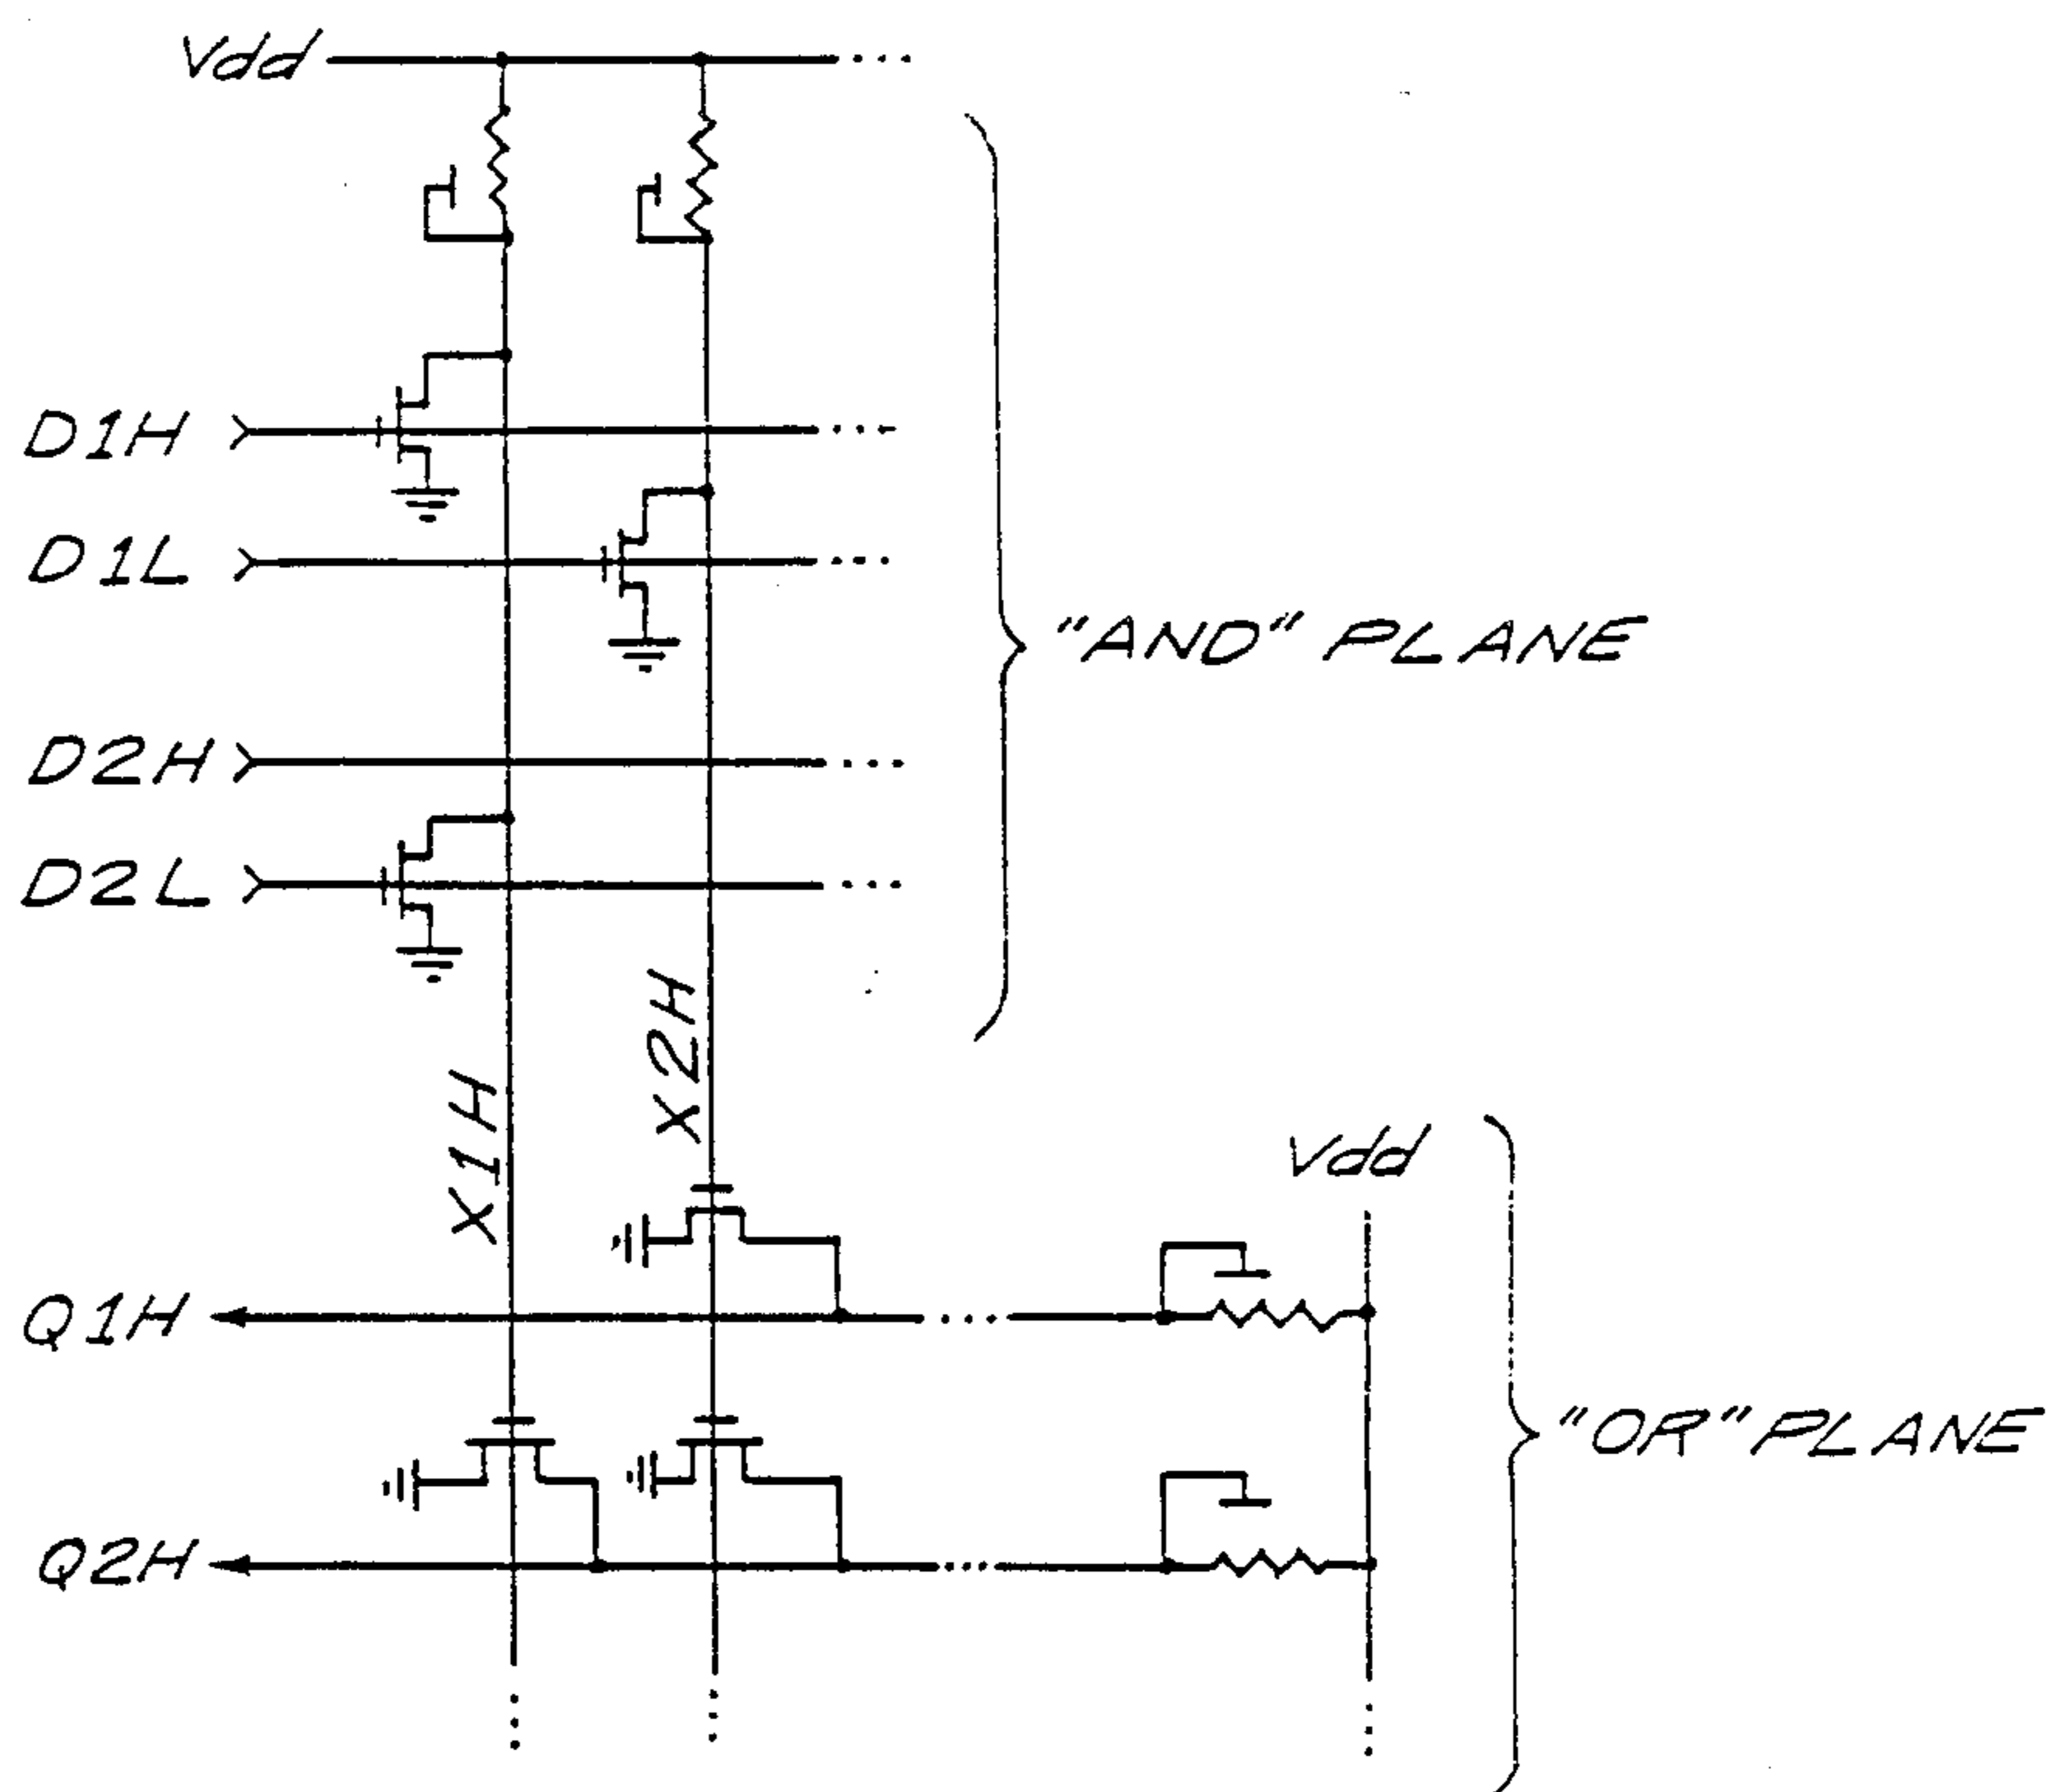 Vdd
D1H
D1L
"AND" PLANE
D2H
D2L
X1H
X2H
Vdd
Q1H
"OR" PLANE
Q2H